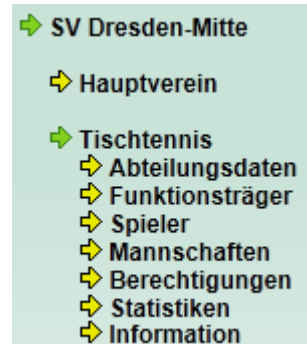 SV Dresden-Mitte
Hauptverein
Tischtennis
Abteilungsdaten
Funktionsträger
Spieler
Mannschaften
Berechtigungen
Statistiken
Information